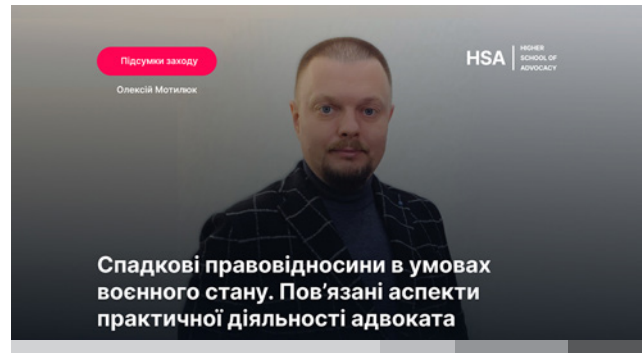 Підсумки заходу
Олексій Мотилюк
HSA
HIGHER
SCHOOL OF
ADVOCACY
Спадкові правовідносини в умовах
воєнного стану. Пов’язані аспекти
практичної діяльності адвоката